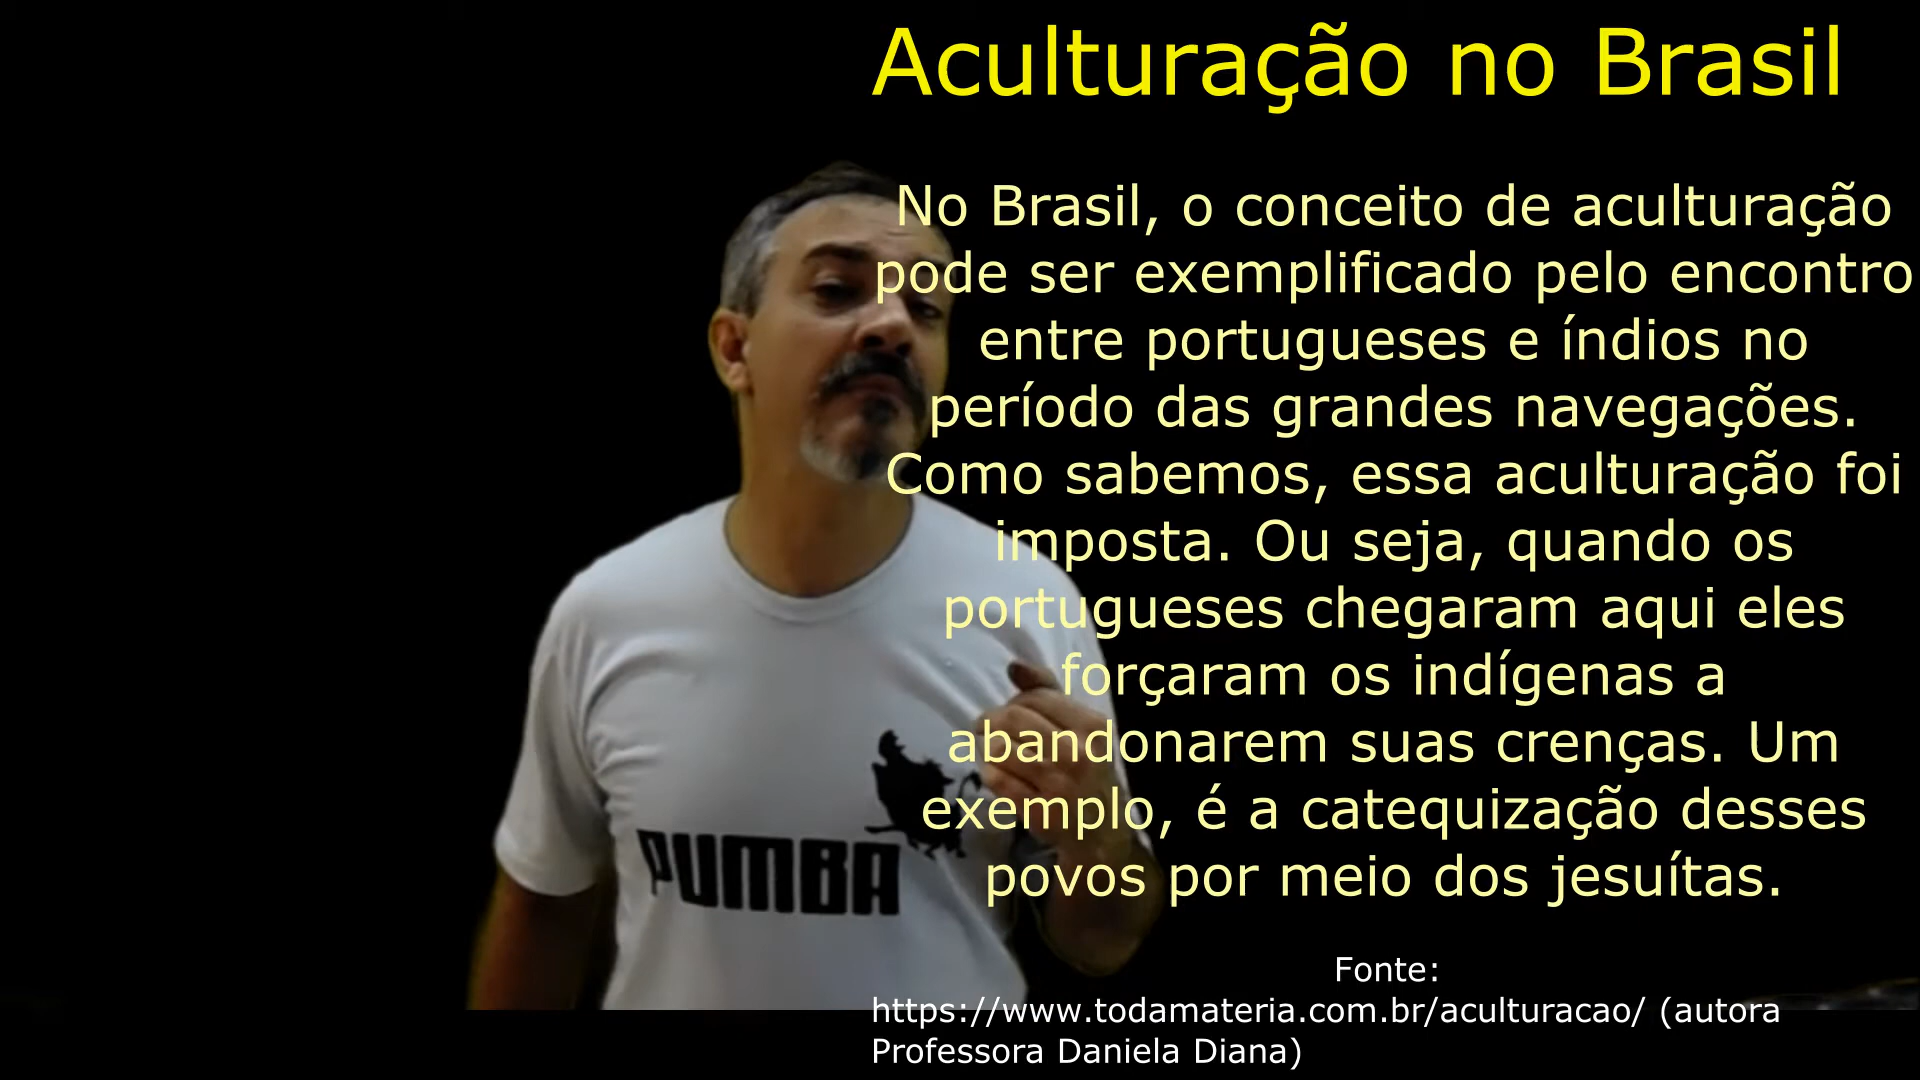 Aculturação no Brasil
No Brasil, o conceito de aculturação
pode ser exemplificado pelo encontro
entre portugueses e índios no
período das grandes navegações.
Como sabemos, essa aculturação foi
imposta. Ou seja, quando os
portugueses chegaram aqui eles
forçaram os indígenas a
abandonarem suas crenças. Um
exemplo, é a catequização desses
povos por meio dos jesuítas.
PUMBA
Fonte:
https://www.todamateria.com.br/aculturacao/ (autora
Professora Daniela Diana)